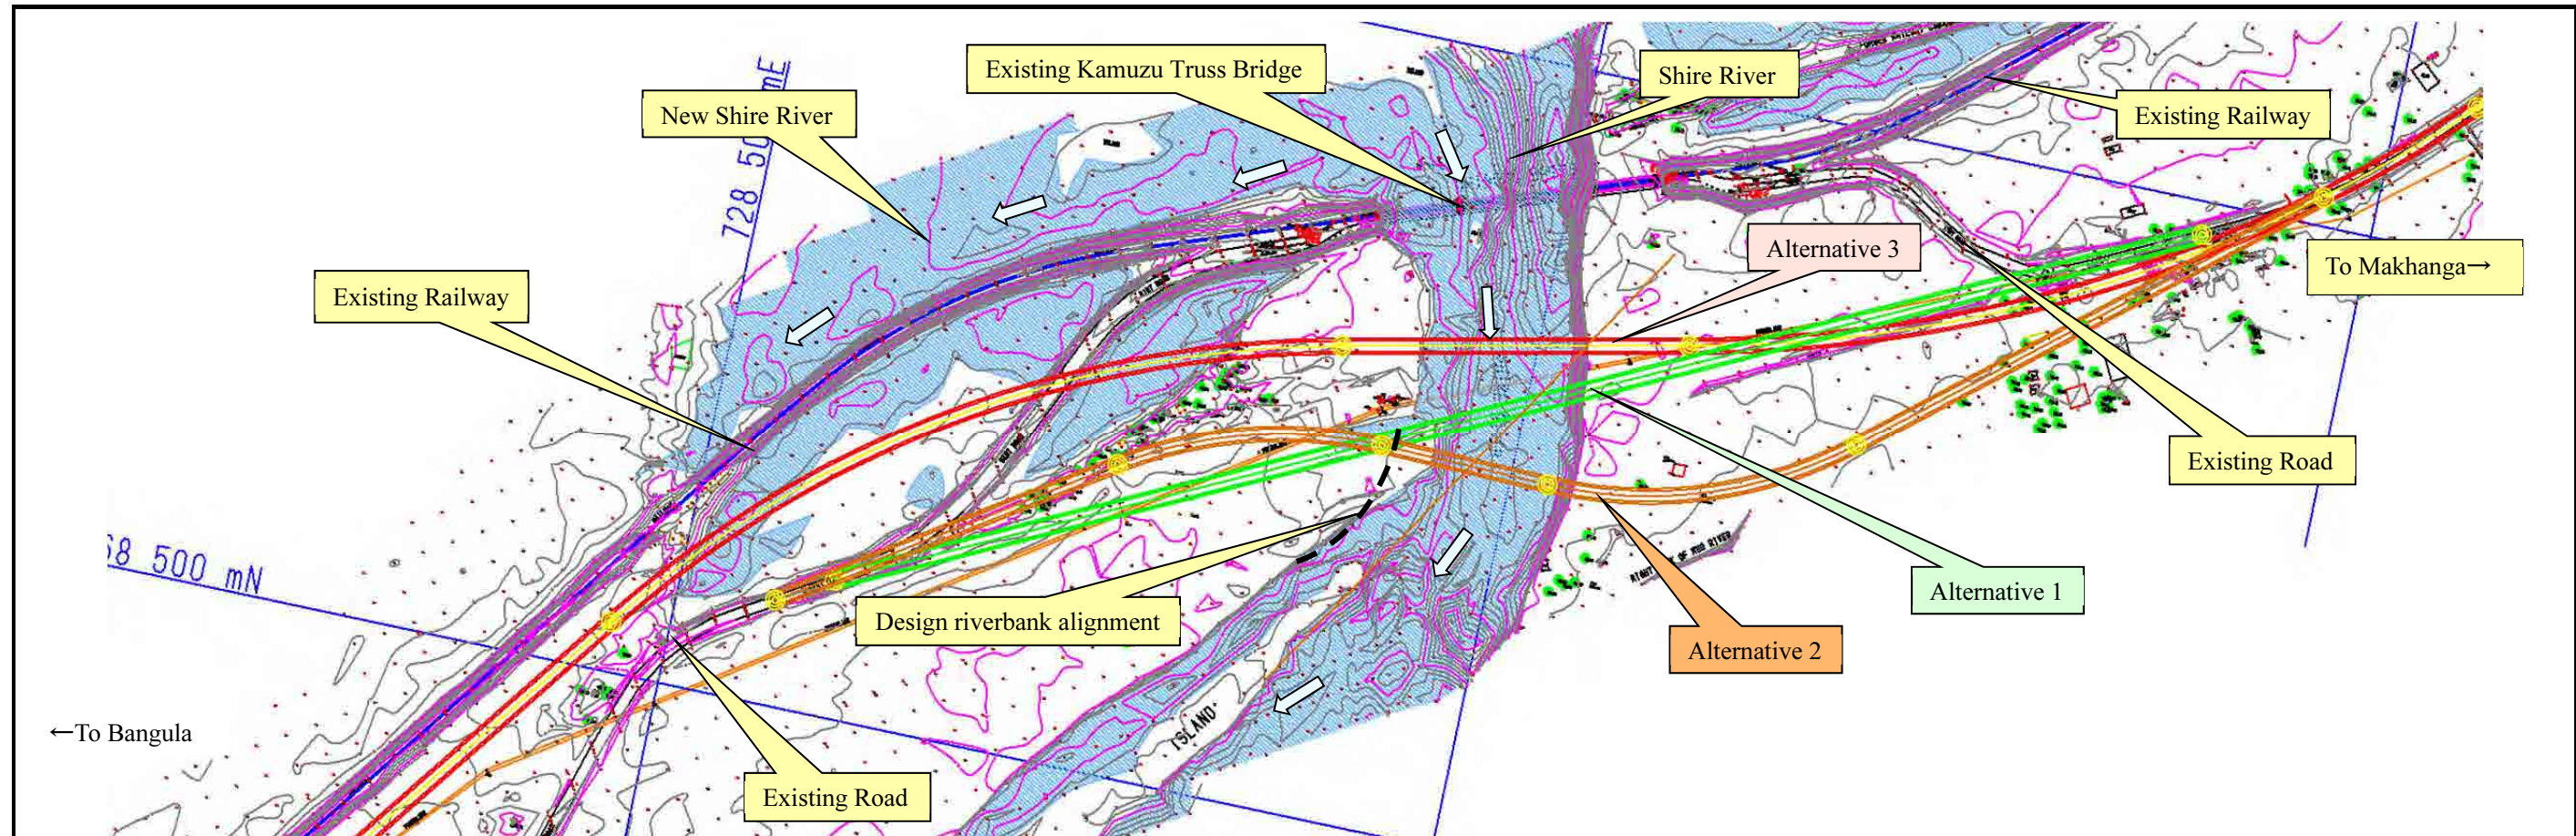 Existing Kamuzu Truss Bridge
Shire River
New Shire River
Existing Railway
728 50
mE
Alternative 3
To Makhanga→
Existing Railway
Existing Road
68 500 mN
Alternative 1
Design riverbank alignment
Alternative 2
ISLAND
←To Bangula
Existing Road